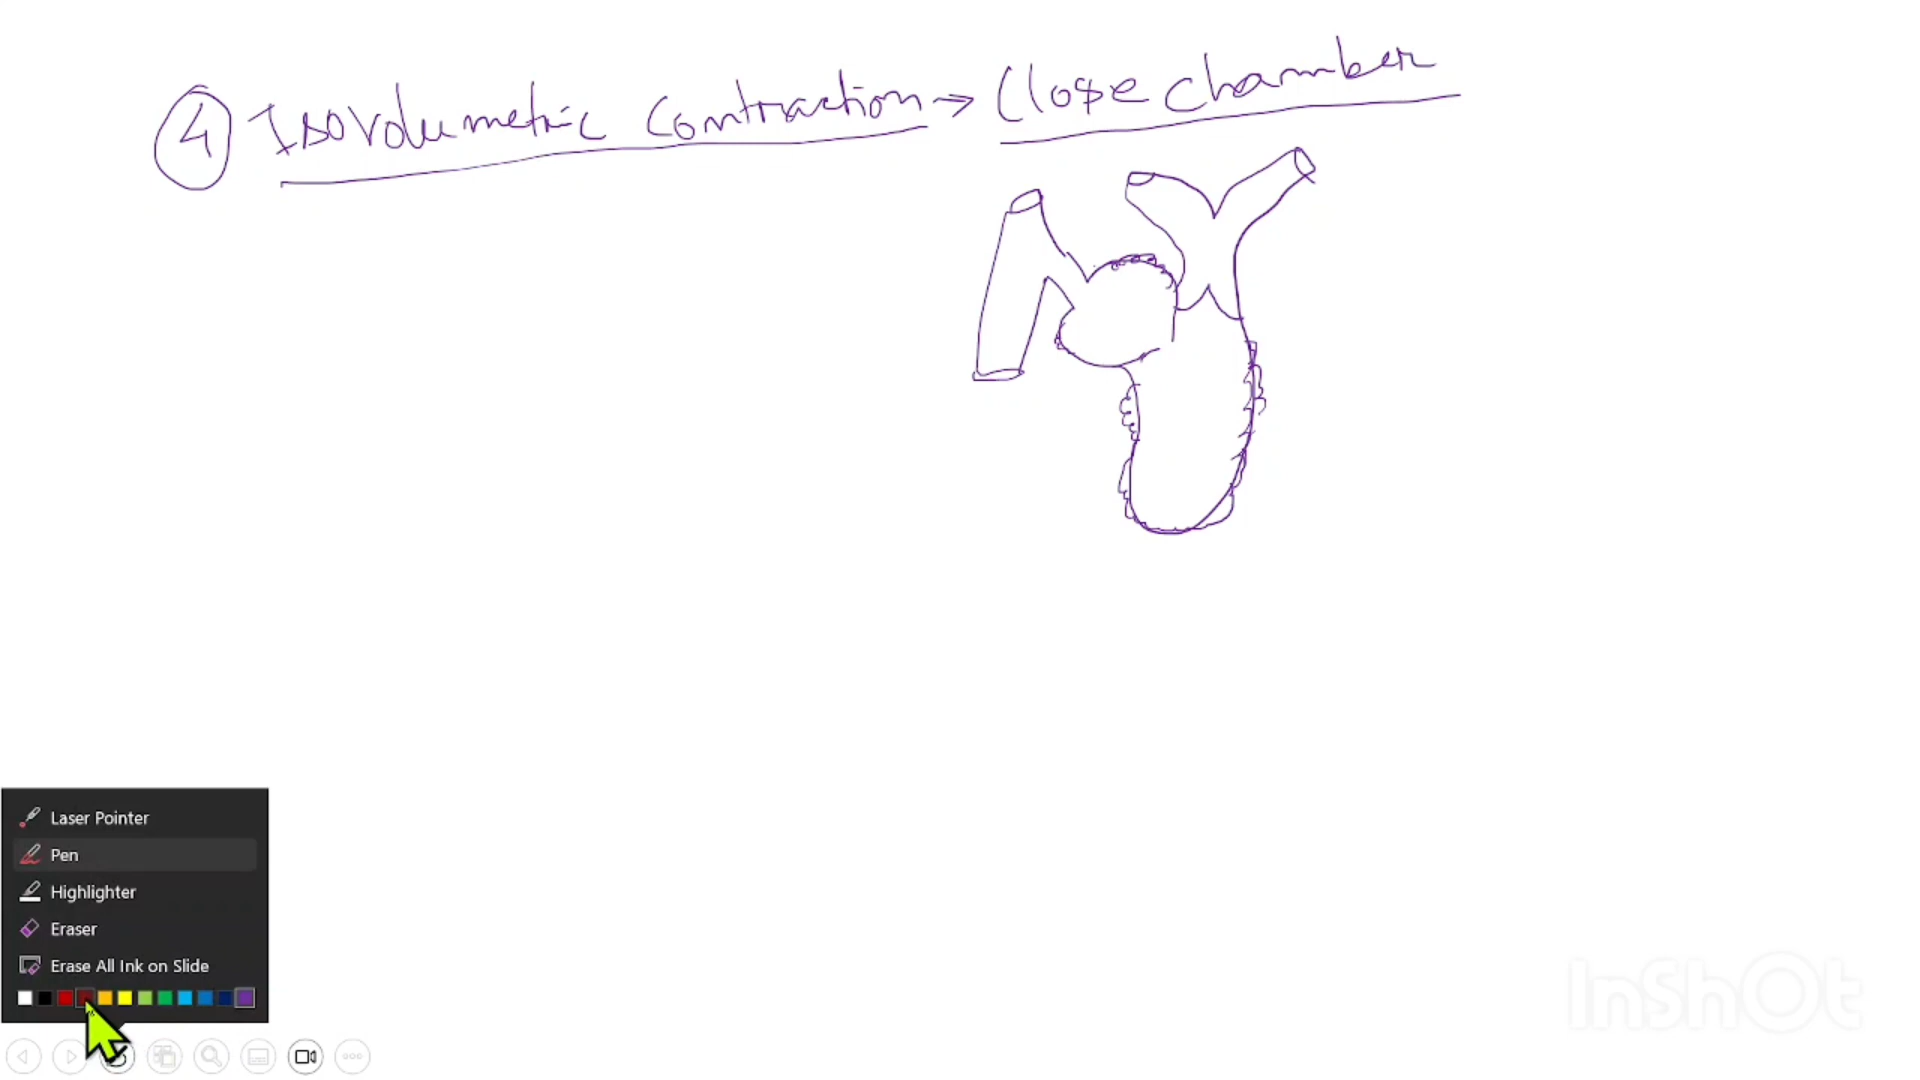 4 Isovolumetric contraction → Close chamber
Laser Pointer
Pen
Highlighter
Eraser
Erase All Ink on Slide
InShOt